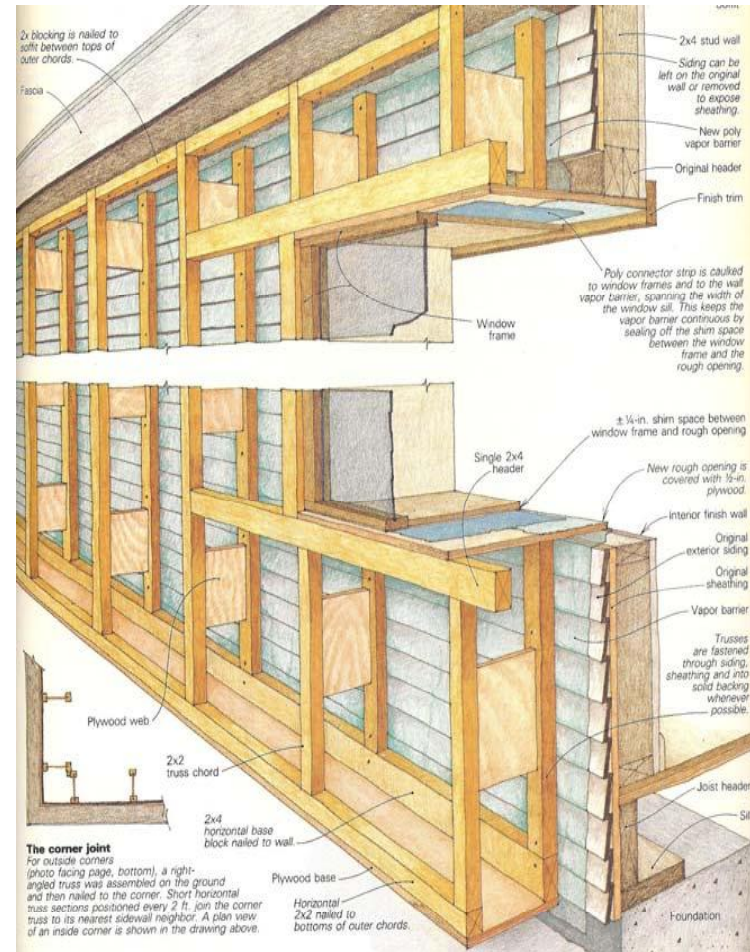 2x blocking is nailed to
soffit between tops of
outer chords.
Fascia
2x4 stud wall
Siding can be
left on the original
wall or removed
to expose
sheathing.
New poly
vapor barrier
Original header
Finish trim
Poly connector strip is caulked
to window frames and to the wall
vapor barrier, spanning the width of
the window sill. This keeps the
vapor barrier continuous by
sealing off the shim space
between the window
frame and the
rough opening.
Window
frame
± ¼-in. shim space between
window frame and rough opening
Single 2x4
header
New rough opening is
covered with ½-in.
plywood.
Interior finish wall
Original
exterior siding
Original
sheathing
Vapor barrier
Trusses
are fastened
through siding,
sheathing and into
solid backing
whenever
possible.
Plywood web
2x2
truss chord
2x4
horizontal base
block nailed to wall.
Plywood base
Horizontal
2x2 nailed to
bottoms of outer chords.
Joist header
Foundation
The corner joint
For outside corners
(photo facing page, bottom), a right-
angled truss was assembled on the ground
and then nailed to the corner. Short horizontal
truss sections positioned every 2 ft. join the corner
truss to its nearest sidewall neighbor. A plan view
of an inside corner is shown in the drawing above.